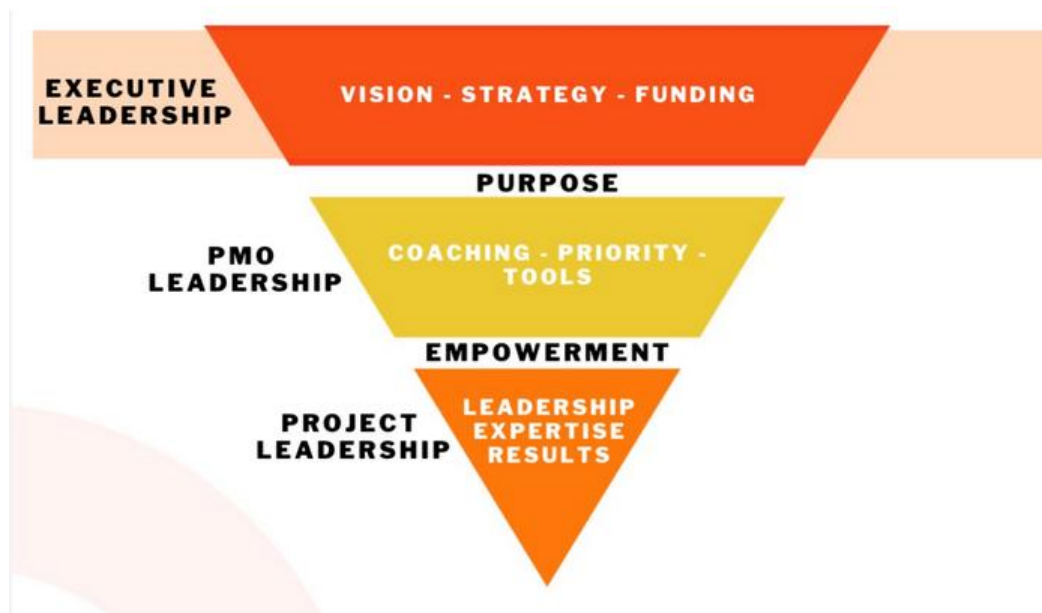 EXECUTIVE
LEADERSHIP
VISION - STRATEGY - FUNDING
PURPOSE
PMO
LEADERSHIP
COACHING - PRIORITY -
TOOLS
EMPOWERMENT
PROJECT
LEADERSHIP
LEADERSHIP
EXPERTISE
RESULTS